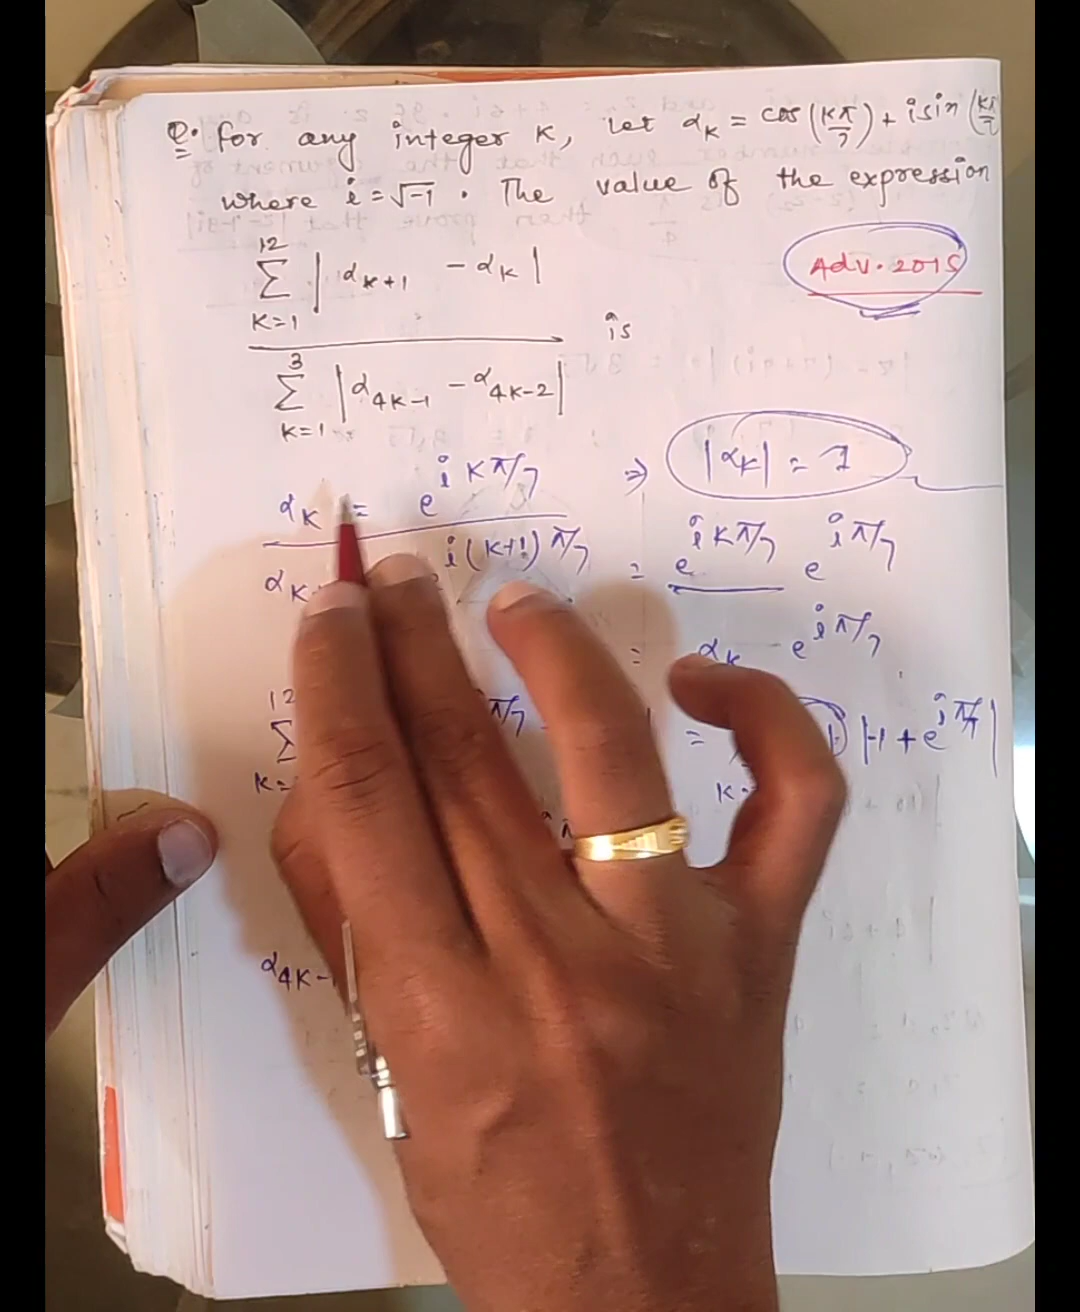 Q. For any integer K, let αₖ = cos(Kπ/7) + i sin(Kπ/7)
where i = √-1 . The value of the expression
12
Σ |αₖ₊₁ - αₖ|
K=1
is
3
Σ |α₄ₖ₋₁ - α₄ₖ₋₂|
K=1
Adv. 2015
αₖ = e^{iKπ/7} ⇒ |αₖ| = 1
αₖ e^{i(K+1)π/7} = e^{iKπ/7} e^{iπ/7}
= αₖ e^{iπ/7}
12
Σ π/7 = |-1 + e^{iπ/7}|
K= K=
α₄ₖ₋